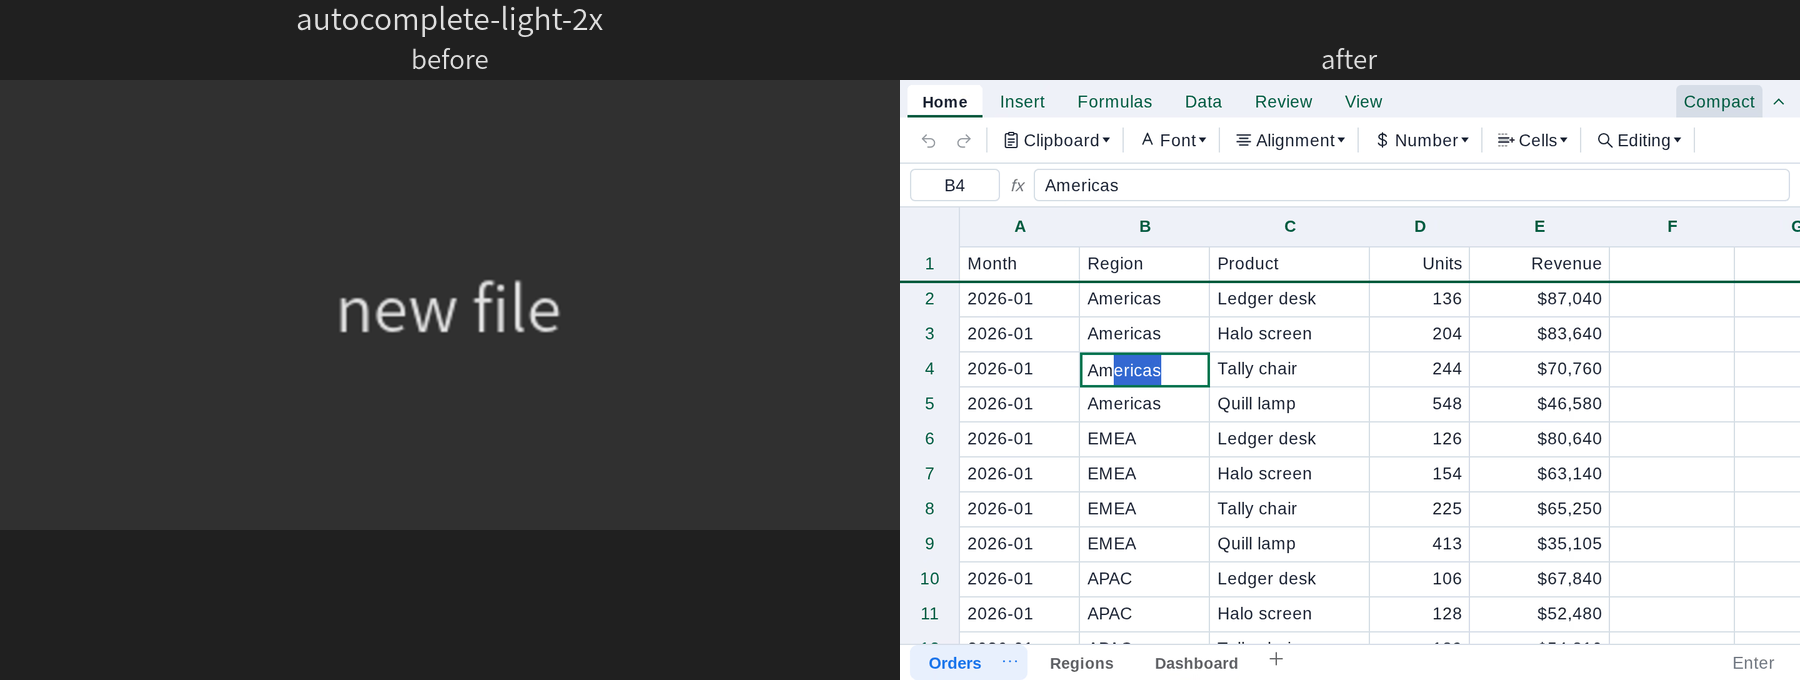 autocomplete-light-2x
before after
new file
Home Insert Formulas Data Review View Compact
Clipboard Font Alignment Number Cells Editing
B4 fx Americas
A B C D E F G
1 Month Region Product Units Revenue
2 2026-01 Americas Ledger desk 136 $87,040
3 2026-01 Americas Halo screen 204 $83,640
4 2026-01 Americas Tally chair 244 $70,760
5 2026-01 Americas Quill lamp 548 $46,580
6 2026-01 EMEA Ledger desk 126 $80,640
7 2026-01 EMEA Halo screen 154 $63,140
8 2026-01 EMEA Tally chair 225 $65,250
9 2026-01 EMEA Quill lamp 413 $35,105
10 2026-01 APAC Ledger desk 106 $67,840
11 2026-01 APAC Halo screen 128 $52,480
Orders ··· Regions Dashboard + Enter